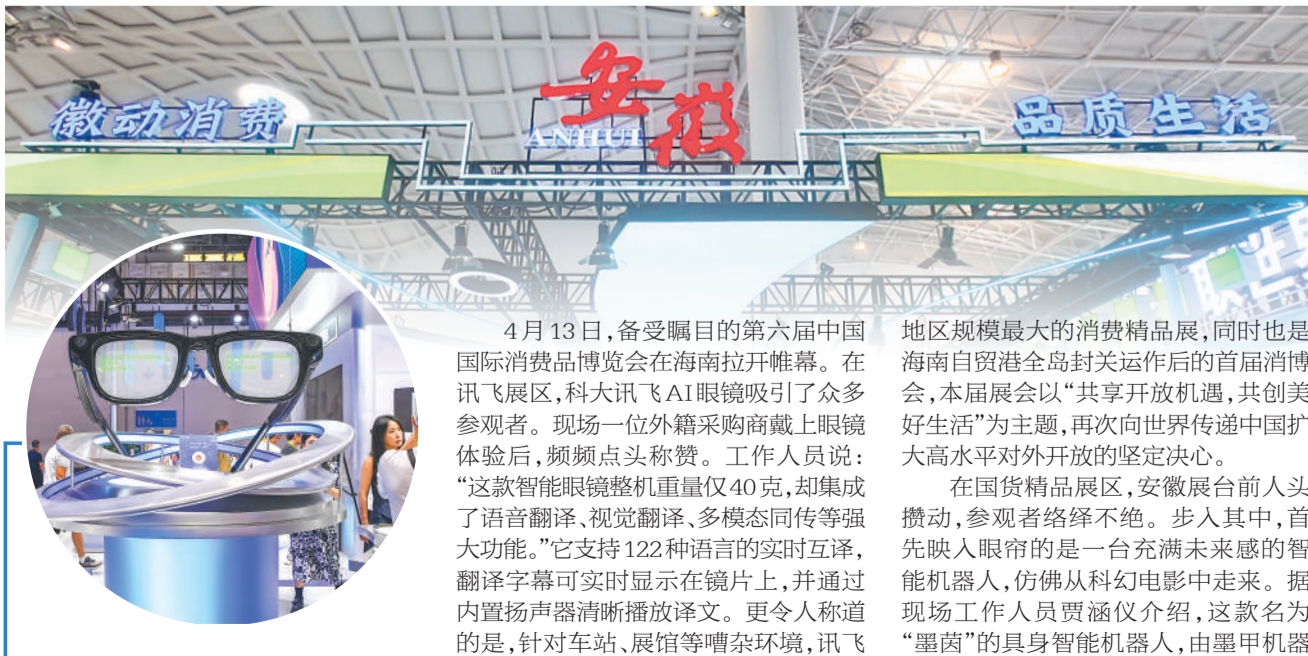 徽动消费
安徽
ANHUI
品质生活
4月13日,备受瞩目的第六届中国
国际消费品博览会在海南拉开帷幕。在
讯飞展区,科大讯飞AI眼镜吸引了众多
参观者。现场一位外籍采购商戴上眼镜
体验后,频频点头称赞。工作人员说:
“这款智能眼镜整机重量仅40克,却集成
了语音翻译、视觉翻译、多模态同传等强
大功能。”它支持122种语言的实时互译,
翻译字幕可实时显示在镜片上,并通过
内置扬声器清晰播放译文。更令人称道
的是,针对车站、展馆等嘈杂环境,讯飞
地区规模最大的消费精品展,同时也是
海南自贸港全岛封关运作后的首届消博
会,本届展会以“共享开放机遇,共创美
好生活”为主题,再次向世界传递中国扩
大高水平对外开放的坚定决心。
在国货精品展区,安徽展台前人头
攒动,参观者络绎不绝。步入其中,首
先映入眼帘的是一台充满未来感的智
能机器人,仿佛从科幻电影中走来。据
现场工作人员贾涵仪介绍,这款名为
“墨茵”的具身智能机器人,由墨甲机器